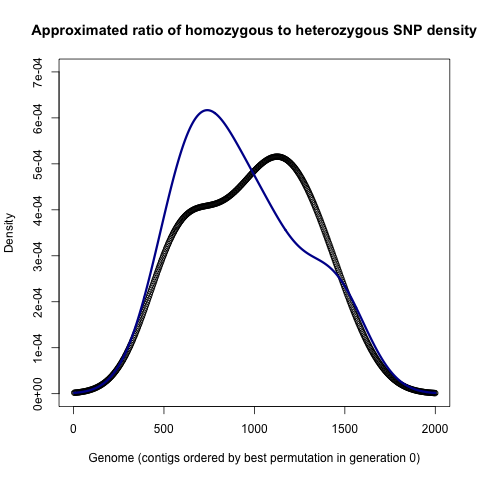 Approximated ratio of homozygous to heterozygous SNP density
Density
7e-04
6e-04
5e-04
4e-04
3e-04
2e-04
1e-04
0e+00
0 500 1000 1500 2000
Genome (contigs ordered by best permutation in generation 0)